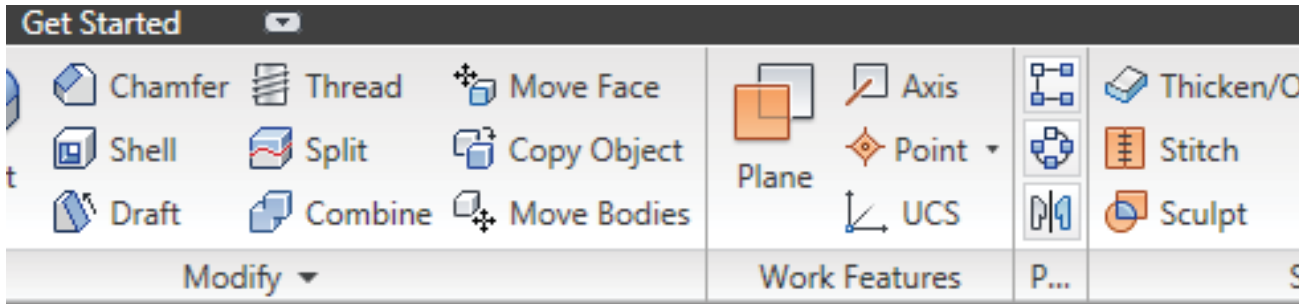 Get Started
Chamfer Thread Move Face Axis Thicken/O
Shell Split Copy Object Point Stitch
t Plane
Draft Combine Move Bodies UCS Sculpt
Modify Work Features P... S